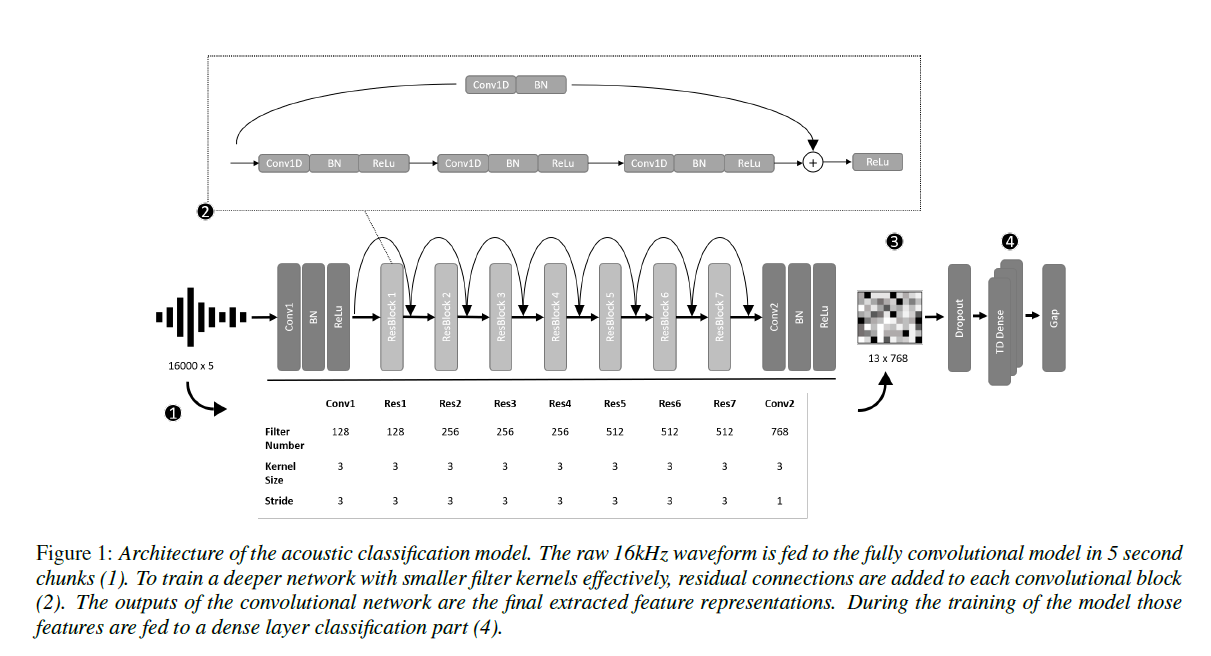 Conv1D BN
Conv1D BN ReLu Conv1D BN ReLu Conv1D BN ReLu + ReLu
2
3
4
Conv1 BN ReLu ResBlock 1 ResBlock 2 ResBlock 3 ResBlock 4 ResBlock 5 ResBlock 6 ResBlock 7 Conv2 BN ReLu
Dropout TD Dense Gap
16000 x 5
13 x 768
1
Conv1 Res1 Res2 Res3 Res4 Res5 Res6 Res7 Conv2
Filter Number 128 128 256 256 256 512 512 512 768
Kernel Size 3 3 3 3 3 3 3 3 3
Stride 3 3 3 3 3 3 3 3 1
Figure 1: Architecture of the acoustic classification model. The raw 16kHz waveform is fed to the fully convolutional model in 5 second
chunks (1). To train a deeper network with smaller filter kernels effectively, residual connections are added to each convolutional block
(2). The outputs of the convolutional network are the final extracted feature representations. During the training of the model those
features are fed to a dense layer classification part (4).